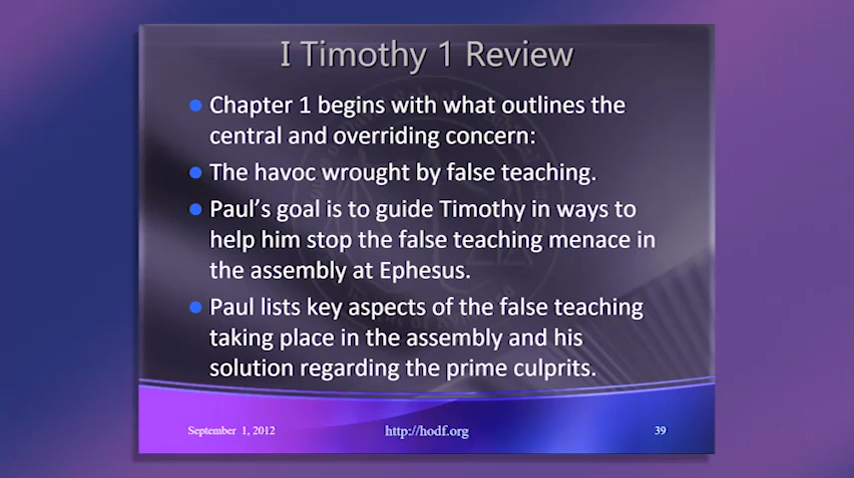 I Timothy 1 Review
Chapter 1 begins with what outlines the
central and overriding concern:
The havoc wrought by false teaching.
Paul's goal is to guide Timothy in ways to
help him stop the false teaching menace in
the assembly at Ephesus.
Paul lists key aspects of the false teaching
taking place in the assembly and his
solution regarding the prime culprits.
September 1, 2012
http://hodf.org
39